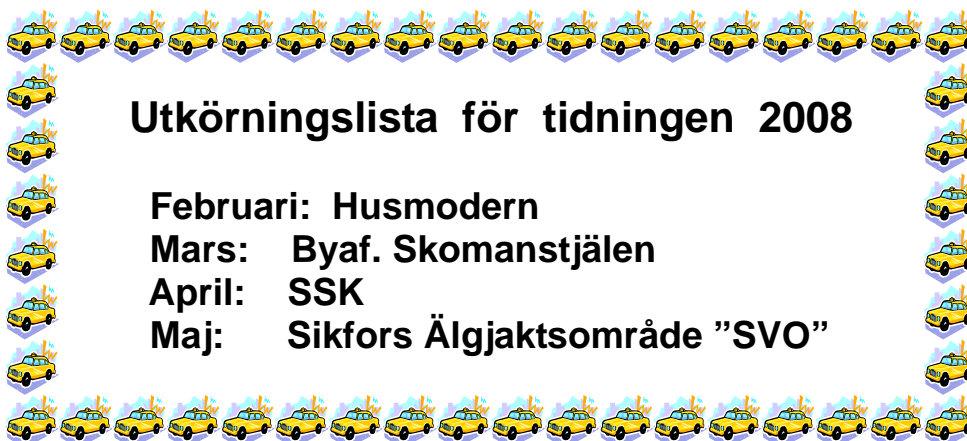 Utkörningslista för tidningen 2008
Februari: Husmodern
Mars: Byaf. Skomanstjälen
April: SSK
Maj: Sikfors Älgjaktsområde ”SVO”